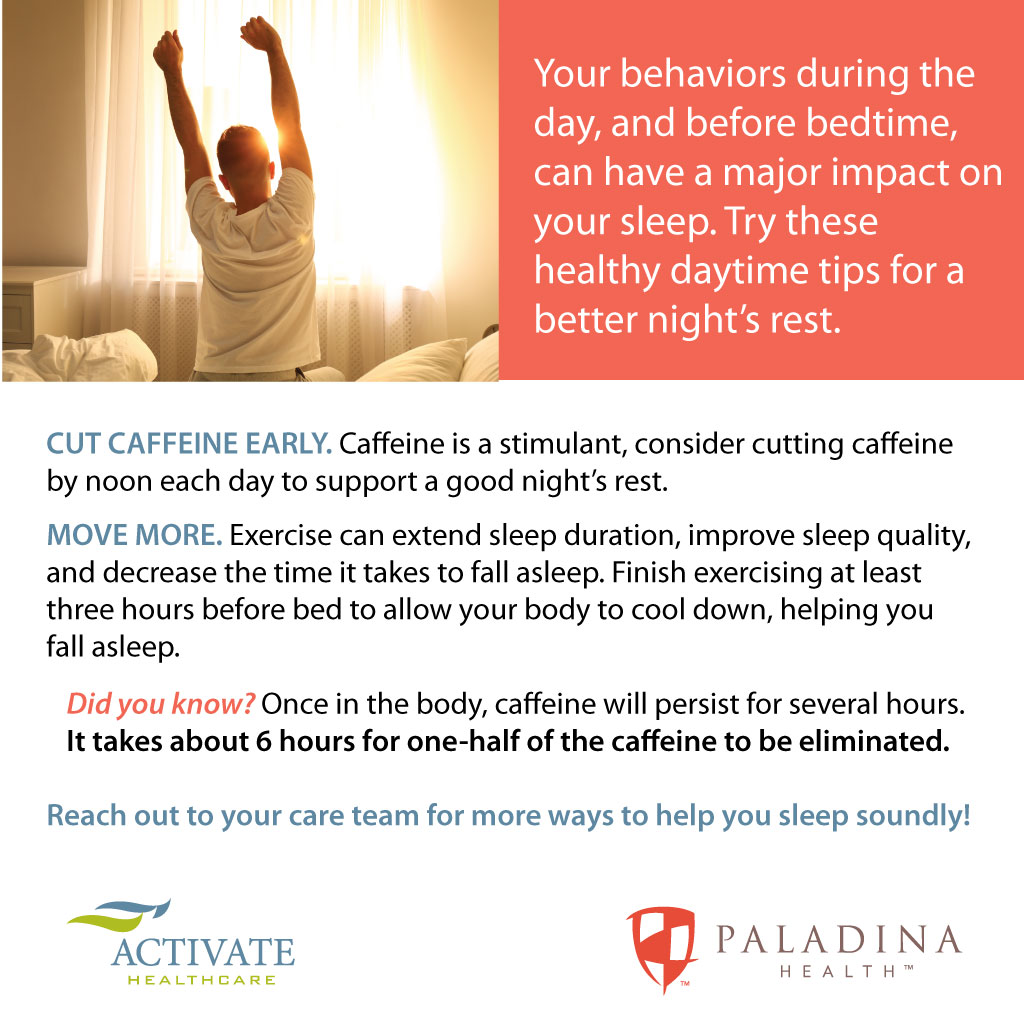 Your behaviors during the
day, and before bedtime,
can have a major impact on
your sleep. Try these
healthy daytime tips for a
better night's rest.
CUT CAFFEINE EARLY. Caffeine is a stimulant, consider cutting caffeine
by noon each day to support a good night's rest.
MOVE MORE. Exercise can extend sleep duration, improve sleep quality,
and decrease the time it takes to fall asleep. Finish exercising at least
three hours before bed to allow your body to cool down, helping you
fall asleep.
Did you know? Once in the body, caffeine will persist for several hours.
It takes about 6 hours for one-half of the caffeine to be eliminated.
Reach out to your care team for more ways to help you sleep soundly!
ACTIVATE
HEALTHCARE
TM
PALADINA
HEALTH™